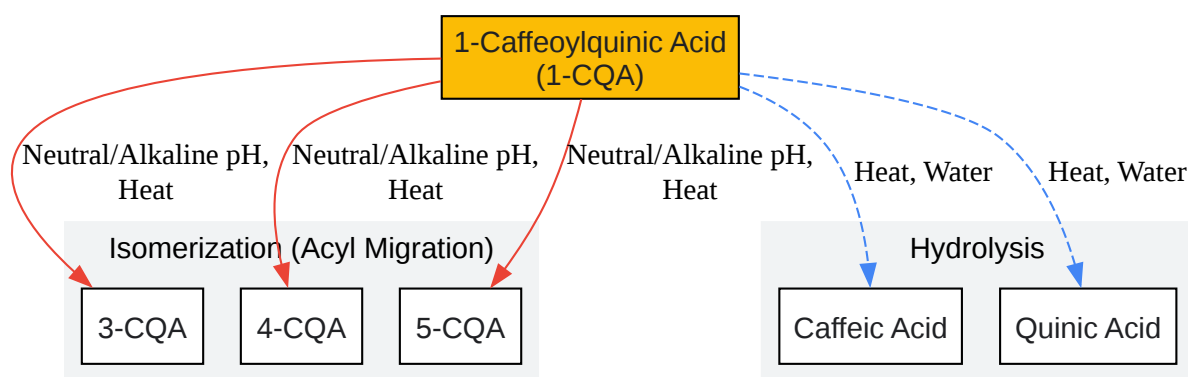 1-Caffeoylquinic Acid
(1-CQA)
Neutral/Alkaline pH,
Heat
Neutral/Alkaline pH,
Heat
Neutral/Alkaline pH,
Heat
Heat, Water
Heat, Water
Isomerization (Acyl Migration)
Hydrolysis
3-CQA
4-CQA
5-CQA
Caffeic Acid
Quinic Acid